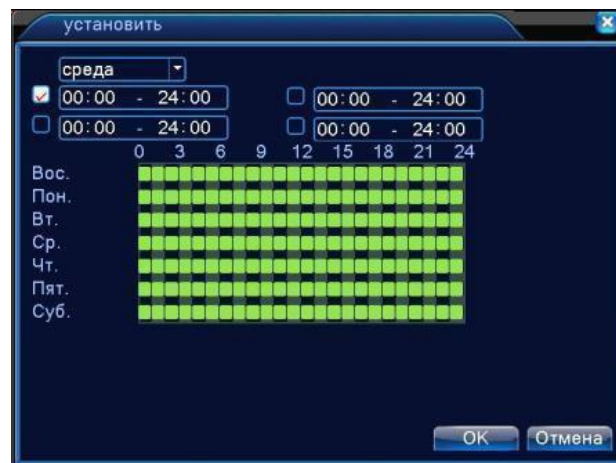 установить
среда
00:00 - 24:00 00:00 - 24:00
00:00 - 24:00 00:00 - 24:00
0 3 6 9 12 15 18 21 24
Вос.
Пон.
Вт.
Ср.
Чт.
Пят.
Суб.
OK Отмена